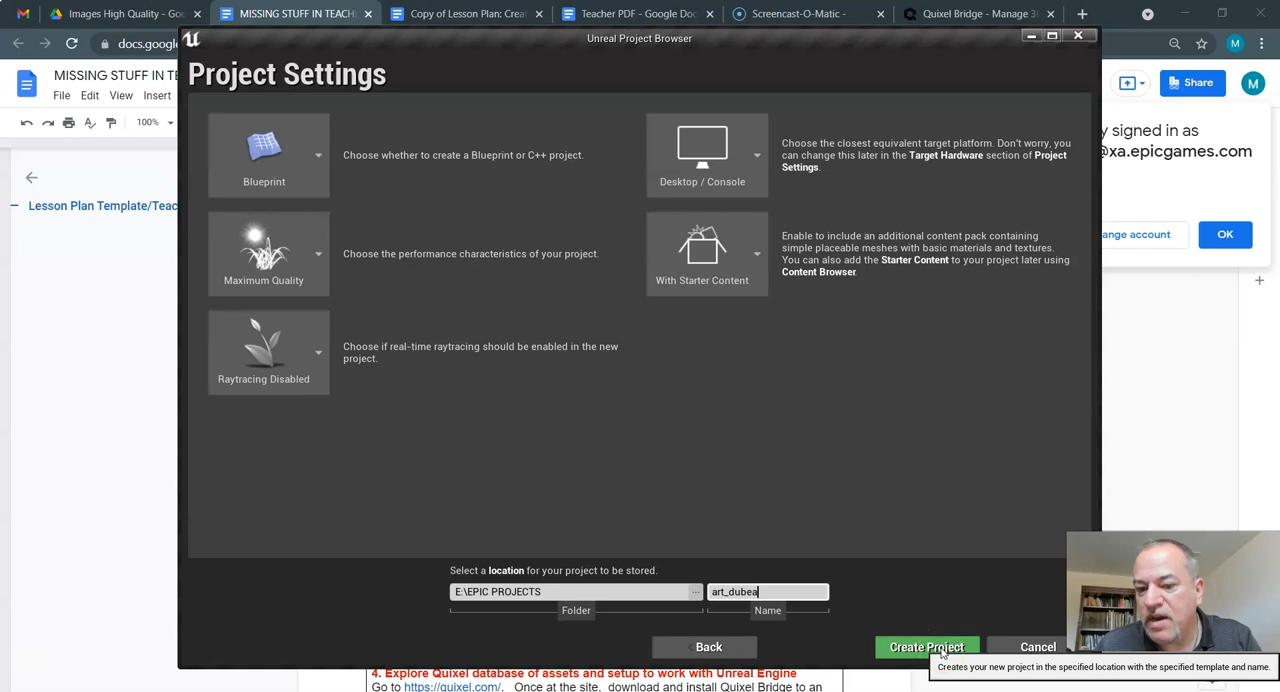 Images High Quality - Goo
MISSING STUFF IN TEACH
Copy of Lesson Plan: Crea
Teacher PDF - Google Doc
Screencast-O-Matic -
Quixel Bridge - Manage 3
docs.google
M
Unreal Project Browser
MISSING STUFF IN TE
File Edit View Insert
Share
M
100%
Project Settings
y signed in as
@xa.epicgames.com
ange account
OK
Lesson Plan Template/Teac
Blueprint
Choose whether to create a Blueprint or C++ project.
Desktop / Console
Choose the closest equivalent target platform. Don't worry, you
can change this later in the Target Hardware section of Project
Settings.
Maximum Quality
Choose the performance characteristics of your project.
With Starter Content
Enable to include an additional content pack containing
simple placeable meshes with basic materials and textures.
You can also add the Starter Content to your project later using
Content Browser.
Raytracing Disabled
Choose if real-time raytracing should be enabled in the new
project.
Select a location for your project to be stored.
E:\EPIC PROJECTS
...
art_dubea
Folder
Name
Back
Create Project
Cancel
Creates your new project in the specified location with the specified template and name.
4. Explore Quixel database of assets and setup to work with Unreal Engine
Go to https://quixel.com/. Once at the site, download and install Quixel Bridge to an